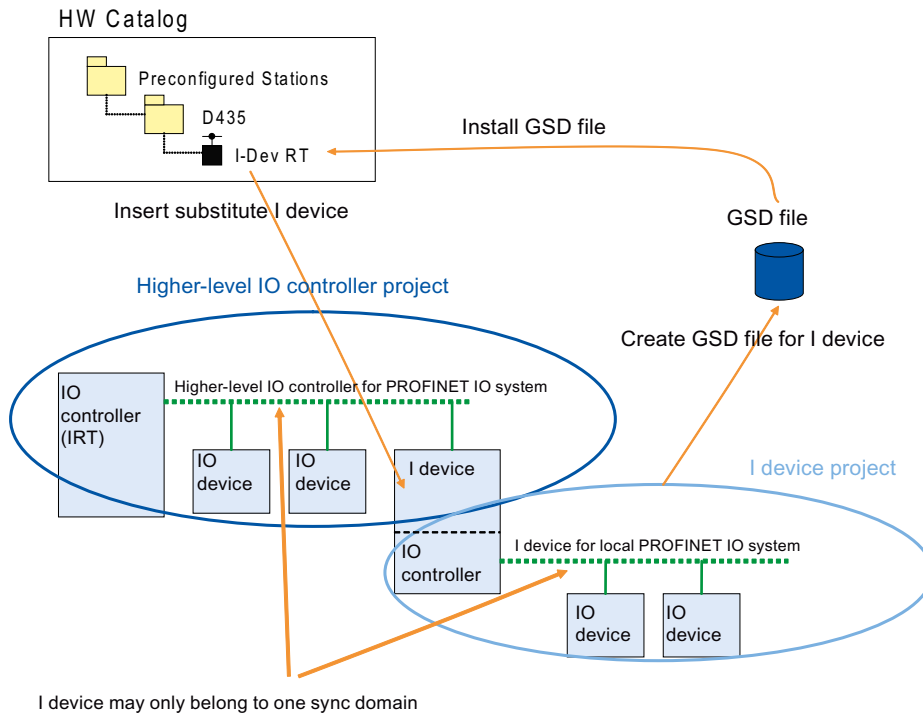 HW Catalog
Preconfigured Stations
D435
I-Dev RT
Install GSD file
Insert substitute I device
GSD file
Higher-level IO controller project
Create GSD file for I device
IO
controller
(IRT)
Higher-level IO controller for PROFINET IO system
IO
device
IO
device
I device
I device project
IO
controller
I device for local PROFINET IO system
IO
device
IO
device
I device may only belong to one sync domain